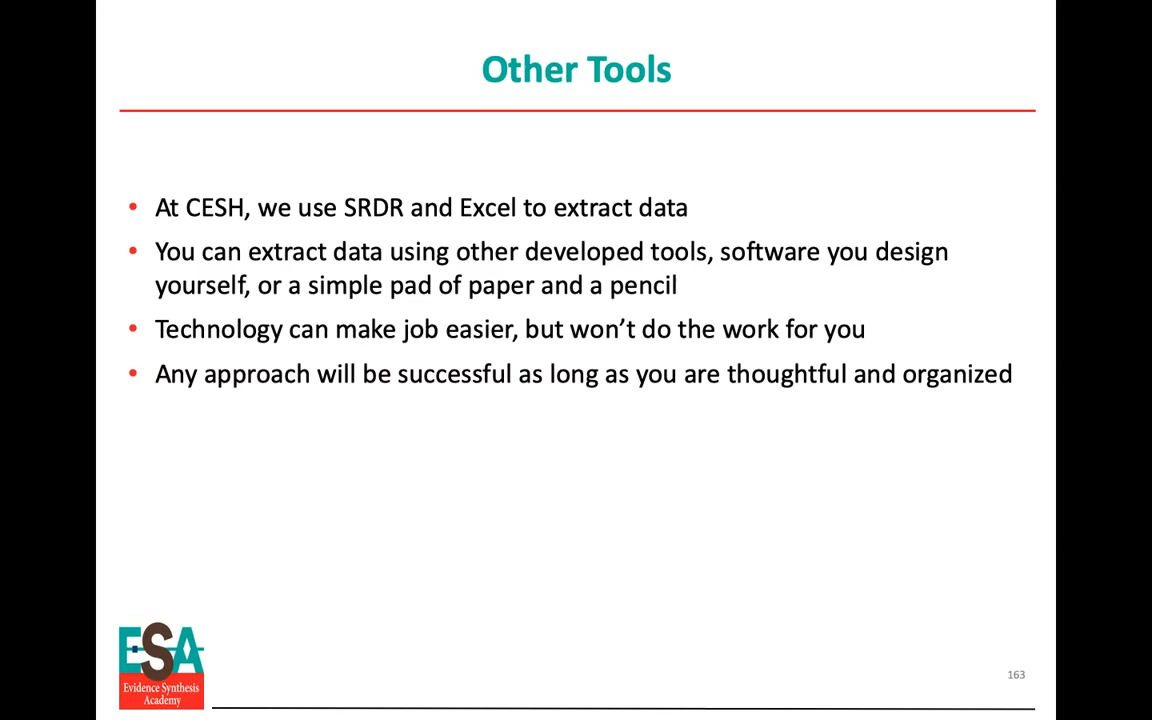 Other Tools
• At CESH, we use SRDR and Excel to extract data
• You can extract data using other developed tools, software you design
yourself, or a simple pad of paper and a pencil
• Technology can make job easier, but won’t do the work for you
• Any approach will be successful as long as you are thoughtful and organized
ESA
Evidence Synthesis
Academy
163